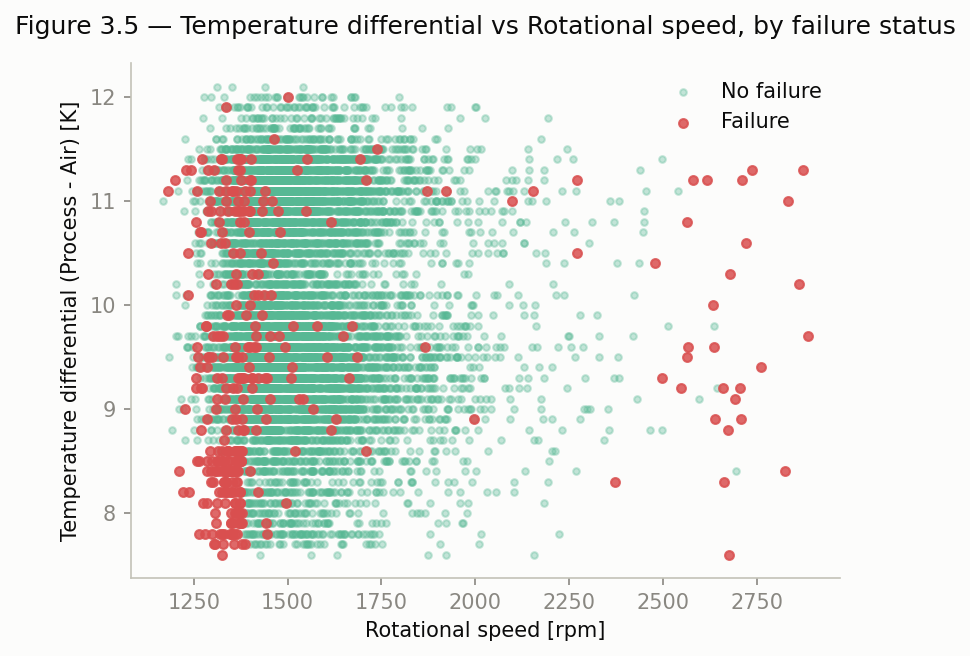 Figure 3.5 — Temperature differential vs Rotational speed, by failure status
No failure
Failure
Temperature differential (Process - Air) [K]
12
11
10
9
8
1250 1500 1750 2000 2250 2500 2750
Rotational speed [rpm]